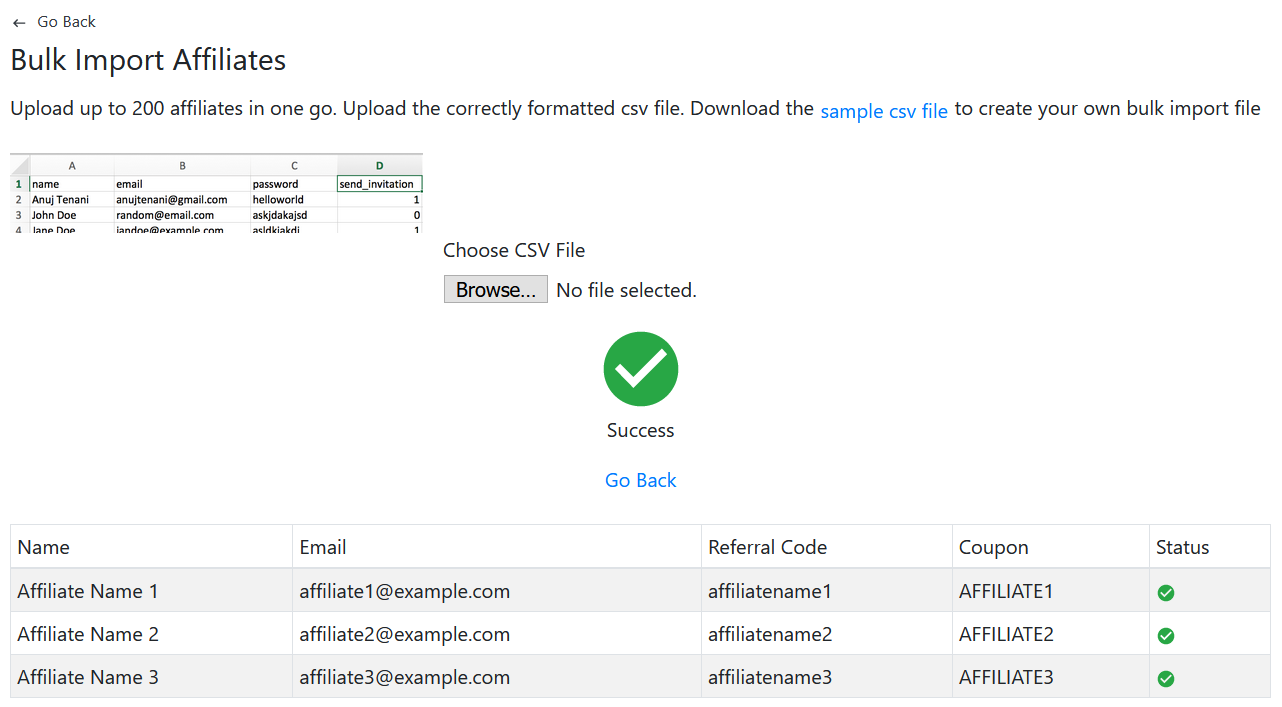 ← Go Back
Bulk Import Affiliates
Upload up to 200 affiliates in one go. Upload the correctly formatted csv file. Download the sample csv file to create your own bulk import file
A B C D
1 name email password send_invitation
2 Anuj Tenani anujtenani@gmail.com helloworld 1
3 John Doe random@email.com askjdakajsd 0
4 Jane Doe jandoe@example.com asldkjakdj 1
Choose CSV File
Browse... No file selected.
Success
Go Back
Name Email Referral Code Coupon Status
Affiliate Name 1 affiliate1@example.com affiliatename1 AFFILIATE1
Affiliate Name 2 affiliate2@example.com affiliatename2 AFFILIATE2
Affiliate Name 3 affiliate3@example.com affiliatename3 AFFILIATE3